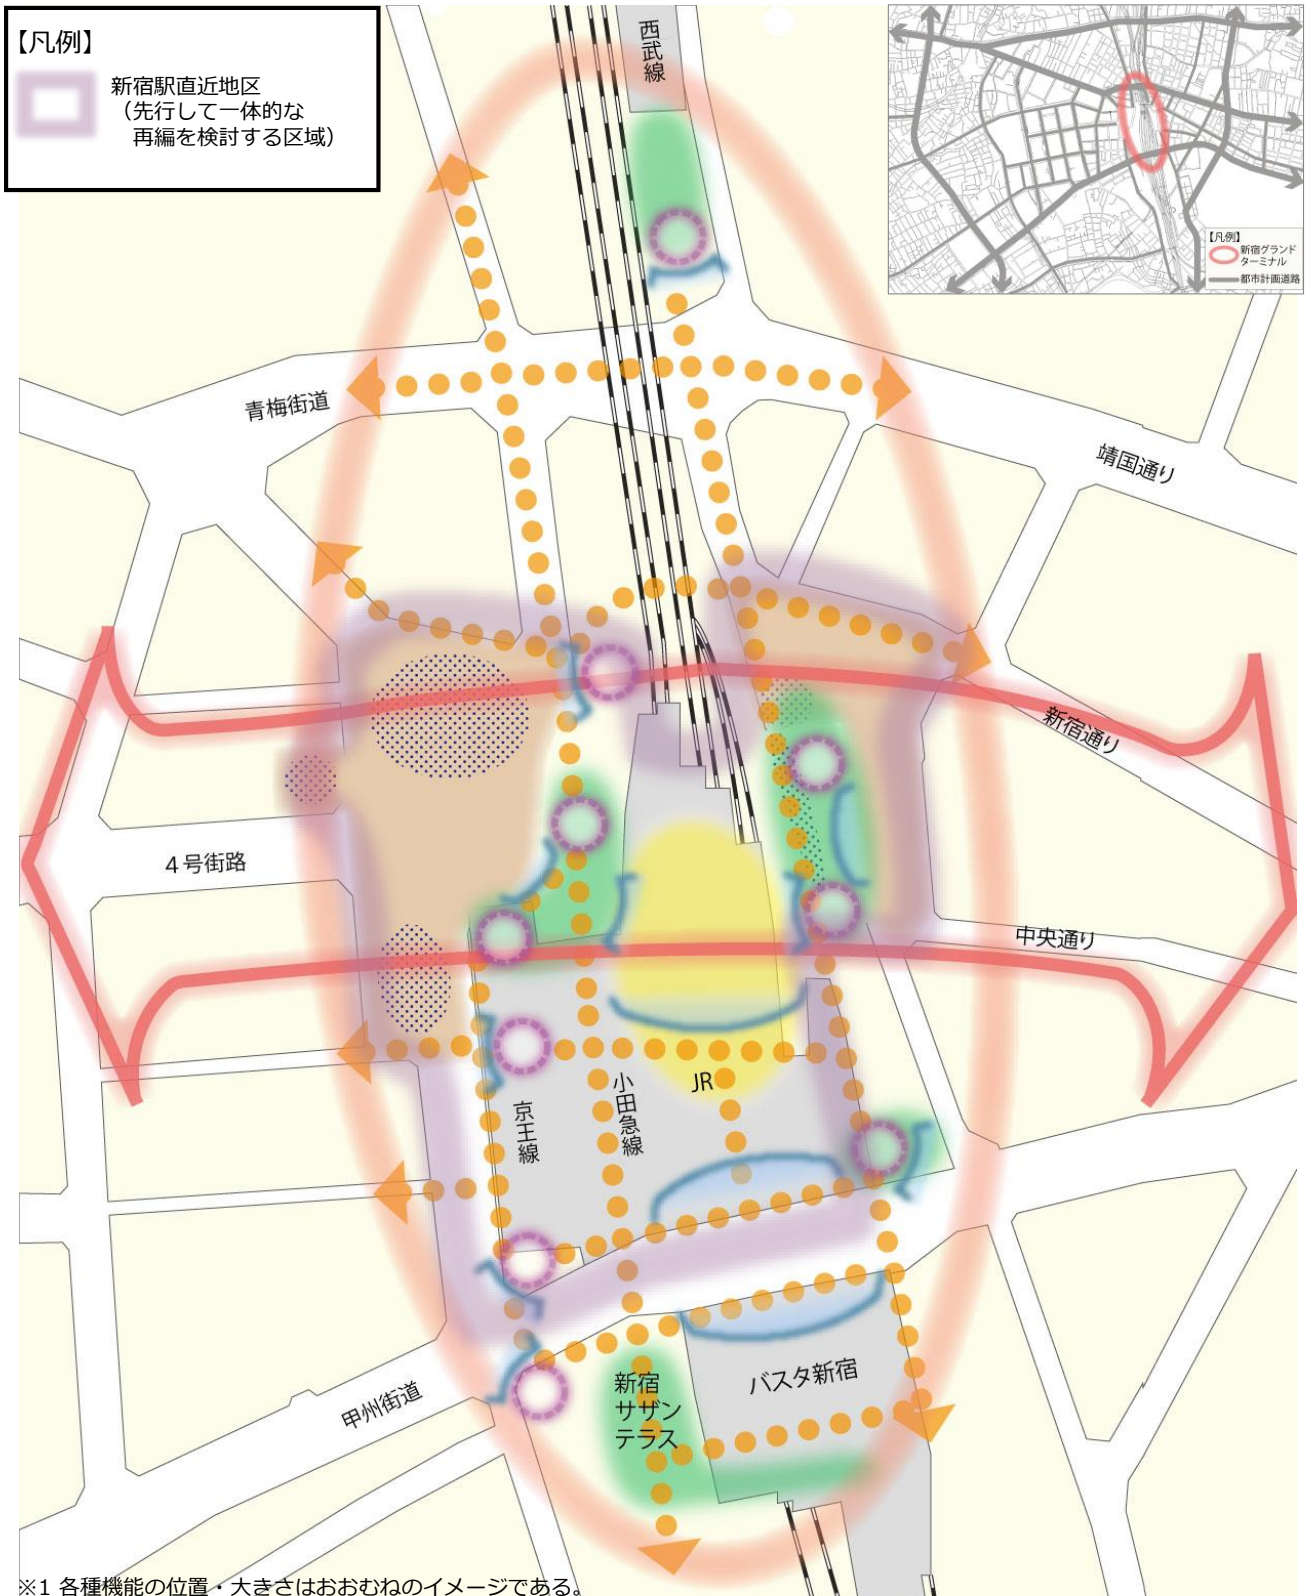 【凡例】
新宿駅直近地区
(先行して一体的な
再編を検討する区域)
西武線
【凡例】
新宿グランド
ターミナル
都市計画道路
青梅街道
靖国通り
新宿通り
4号街路
中央通り
JR
小田急線
京王線
甲州街道
新宿
サザン
テラス
バスタ新宿
※1 各種機能の位置・大きさはおおむねのイメージである。